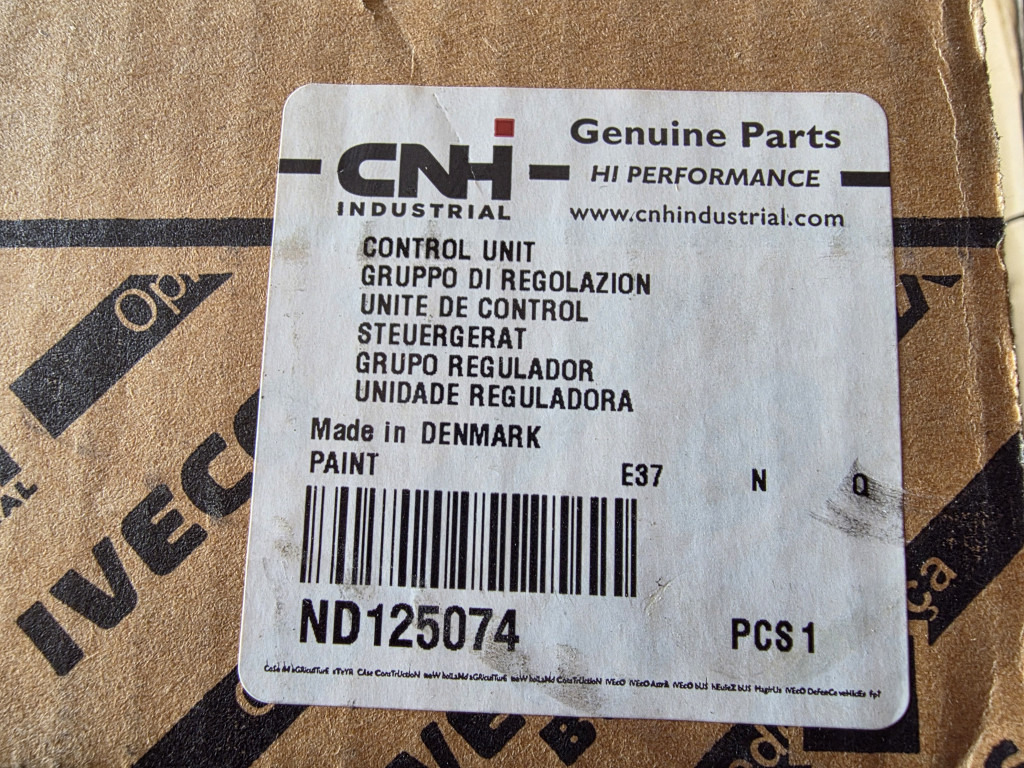 CNH
INDUSTRIAL
Genuine Parts
HI PERFORMANCE
www.cnhindustrial.com
CONTROL UNIT
GRUPPO DI REGOLAZION
UNITE DE CONTROL
STEUERGERAT
GRUPO REGULADOR
UNIDADE REGULADORA
Made in DENMARK
PAINT
E37 N Q
ND125074
PCS 1
IVECO